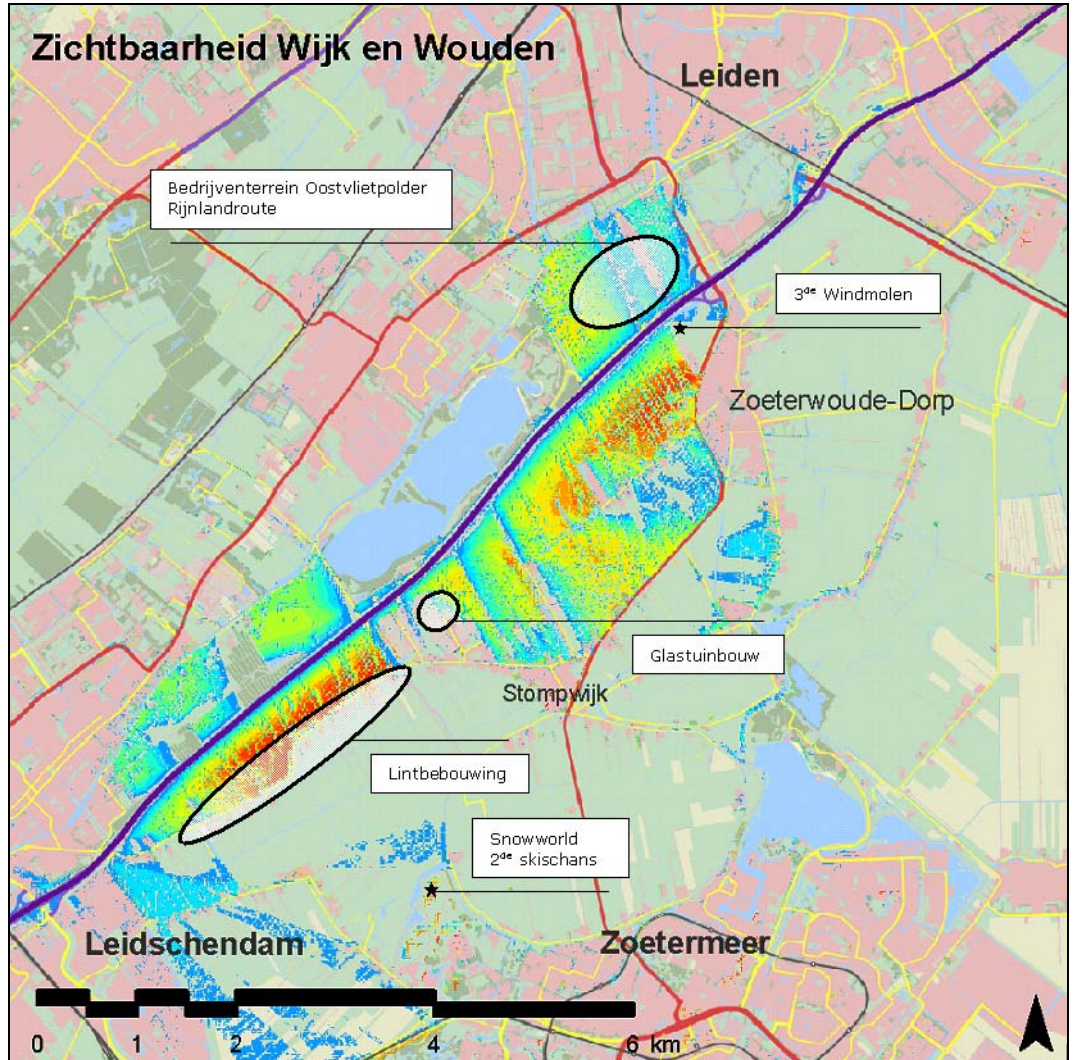 Zichtbaarheid Wijk en Wouden
Leiden
Bedrijventerrein Oostvlietpolder
Rijnlandroute
3de Windmolen
Zoeterwoude-Dorp
Glastuinbouw
Stompwijk
Lintbebouwing
Snowworld
2de skischans
Leidschendam
Zoetermeer
0 1 2 4 6 km